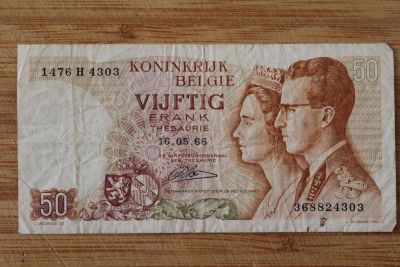 1476 H 4303
KONINKRIJK
BELGIE
50
VIJFTIG
FRANK
THESAURIE
16.05.66
50
368824303